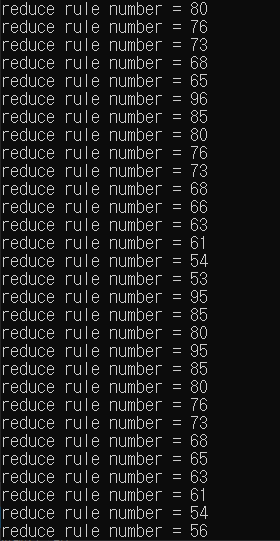 reduce rule number = 80
reduce rule number = 76
reduce rule number = 73
reduce rule number = 68
reduce rule number = 65
reduce rule number = 96
reduce rule number = 85
reduce rule number = 80
reduce rule number = 76
reduce rule number = 73
reduce rule number = 68
reduce rule number = 66
reduce rule number = 63
reduce rule number = 61
reduce rule number = 54
reduce rule number = 53
reduce rule number = 95
reduce rule number = 85
reduce rule number = 80
reduce rule number = 95
reduce rule number = 85
reduce rule number = 80
reduce rule number = 76
reduce rule number = 73
reduce rule number = 68
reduce rule number = 65
reduce rule number = 63
reduce rule number = 61
reduce rule number = 54
reduce rule number = 56